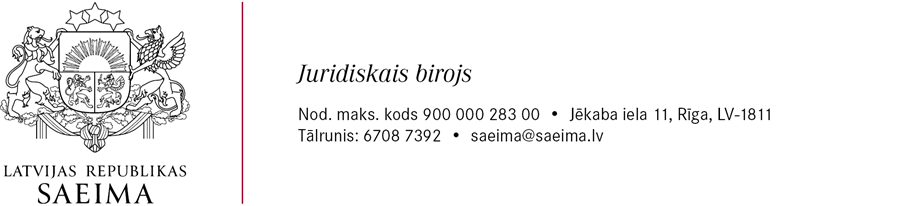 LATVIJAS REPUBLIKAS
SAEIMA
Juridiskais birojs
Nod. maks. kods 900 000 283 00 • Jēkaba iela 11, Rīga, LV-1811
Tālrunis: 6708 7392 • saeima@saeima.lv